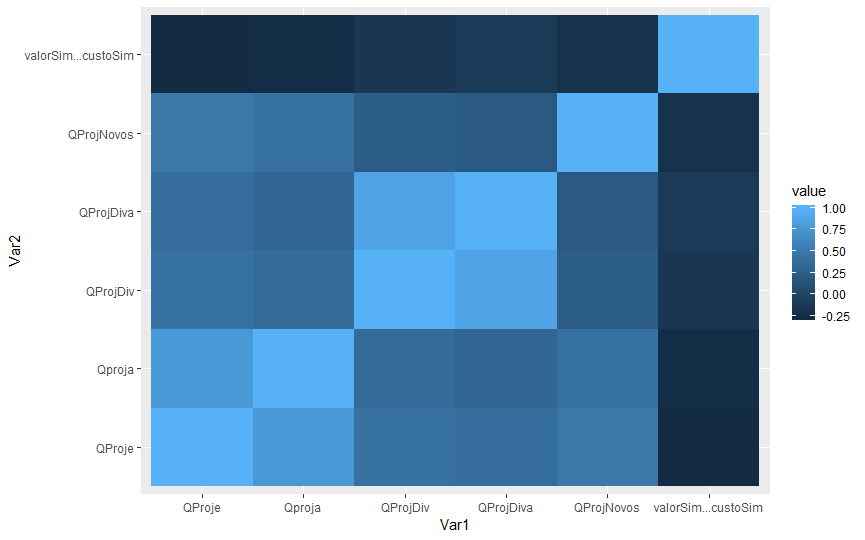 valorSim...custoSim
QProjNovos
QProjDiva
QProjDiv
Qproja
QProje
Var2
QProje Qproja QProjDiv QProjDiva QProjNovos valorSim...custoSim
Var1
value
1.00
0.75
0.50
0.25
0.00
-0.25